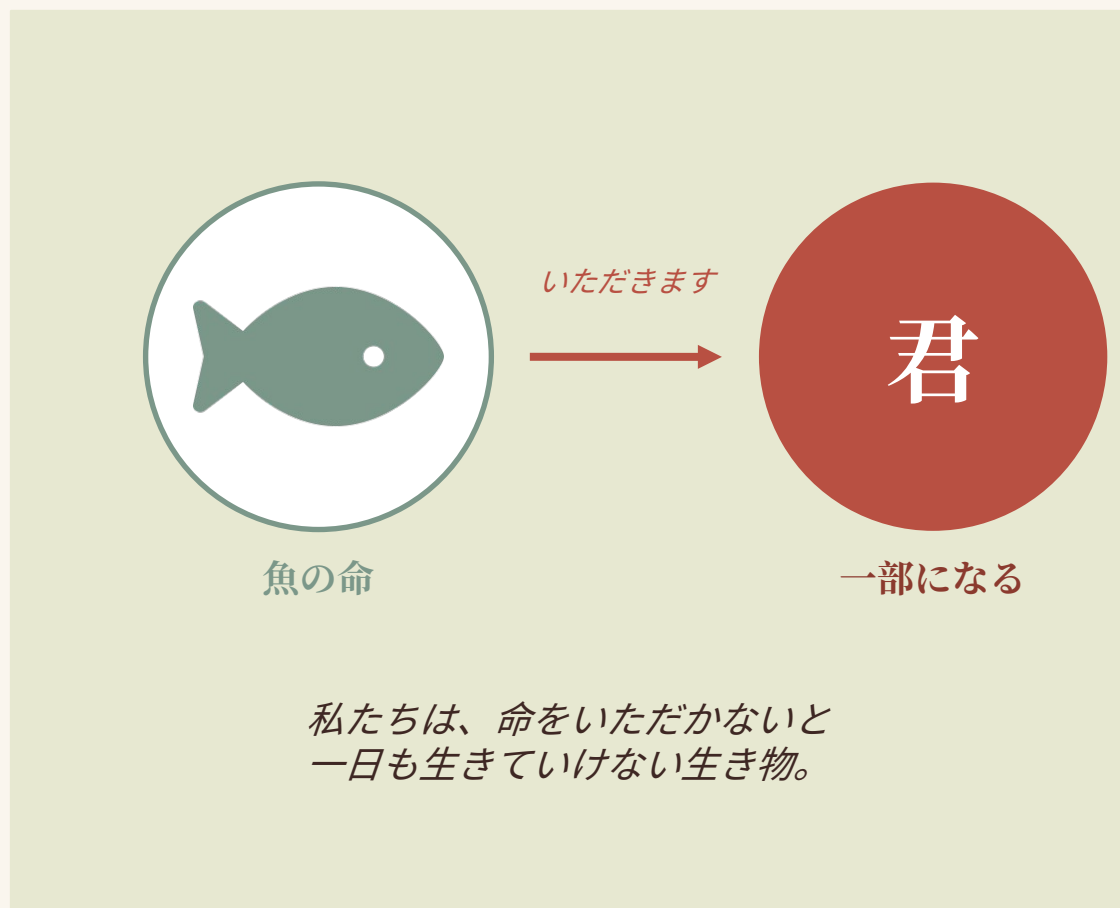 いただきます
君
魚の命
一部になる
私たちは、命をいただかないと
一日も生きていけない生き物。